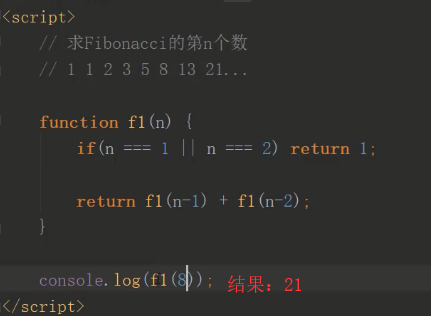 <script>
// 求Fibonacci的第n个数
// 1 1 2 3 5 8 13 21...
function f1(n) {
if(n === 1 || n === 2) return 1;
return f1(n-1) + f1(n-2);
}
console.log(f1(8)); 结果：21
</script>